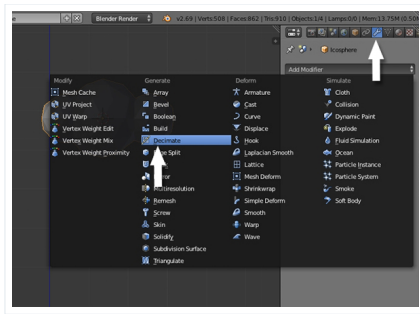 Blender Render
v2.69 | Verts:508 | Faces:862 | Tris:910 | Objects:1/4 | Lamps:0/0 | Mem:13.75M (0.50M)
Icosphere
Add Modifier
Modify
Mesh Cache
UV Project
UV Warp
Vertex Weight Edit
Vertex Weight Mix
Vertex Weight Proximity
Generate
Array
Bevel
Boolean
Build
Decimate
Split
Multiresolution
Remesh
Screw
Skin
Solidify
Subdivision Surface
Triangulate
Deform
Armature
Cast
Curve
Displace
Hook
Laplacian Smooth
Lattice
Mesh Deform
Shrinkwrap
Simple Deform
Smooth
Warp
Wave
Simulate
Cloth
Collision
Dynamic Paint
Explode
Fluid Simulation
Ocean
Particle Instance
Particle System
Smoke
Soft Body